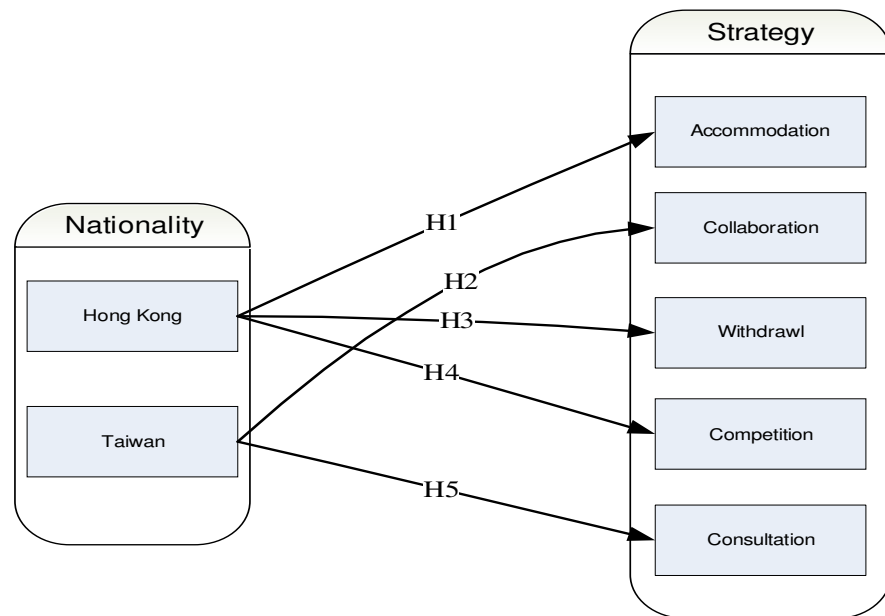 Strategy
Accommodation
Collaboration
Withdrawl
Competition
Consultation
Nationality
Hong Kong
Taiwan
H1
H2
H3
H4
H5